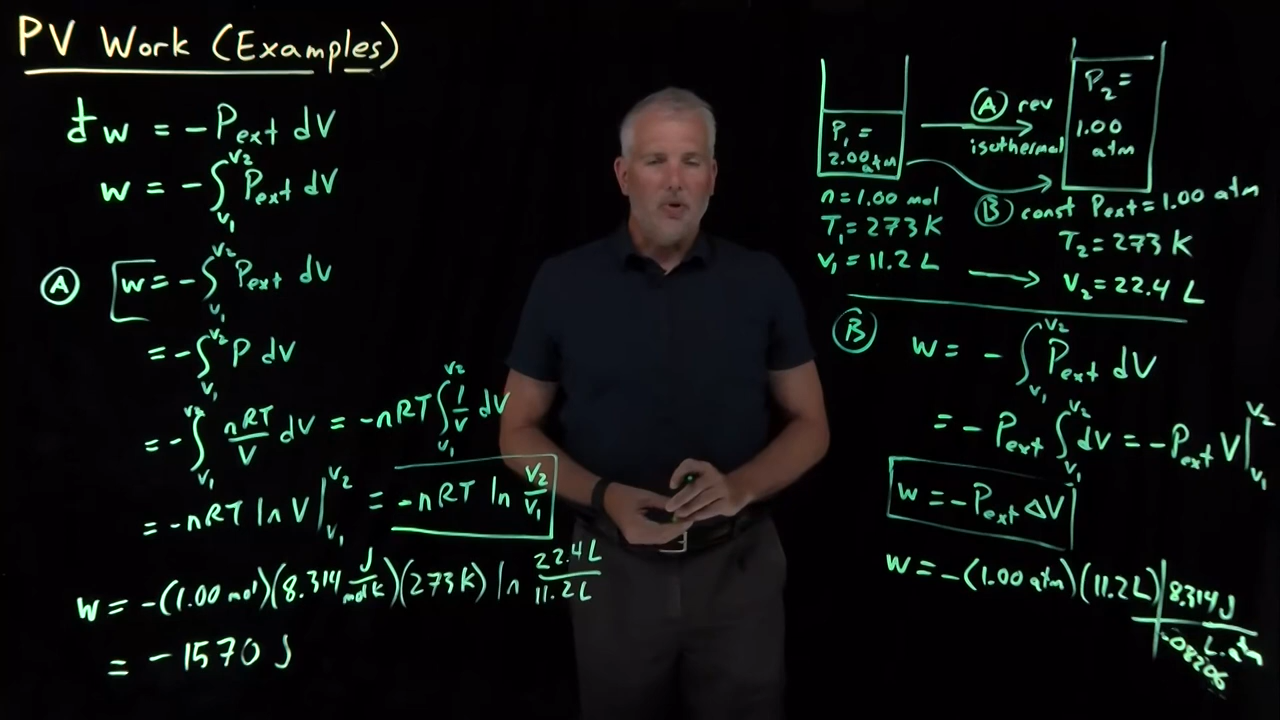 PV Work (Examples)
đw = -Pext dV
w = -∫V₁V₂ Pext dV
Ⓐ w = -∫V₁V₂ Pext dV
= -∫V₁V₂ P dV
= -∫V₁V₂ nRT/V dV = -nRT ∫V₁V₂ 1/V dV
= -nRT ln V |V₁V₂ = -nRT ln V₂/V₁
w = -(1.00 mol)(8.314 J/mol K)(273 K) ln 22.4 L/11.2 L
= -1570 J
P₁ = 2.00 atm
Ⓐ rev isothermal
P₂ = 1.00 atm
Ⓑ const Pext = 1.00 atm
n = 1.00 mol
T₁ = 273 K
T₂ = 273 K
V₁ = 11.2 L → V₂ = 22.4 L
Ⓑ w = -∫V₁V₂ Pext dV
= -Pext ∫V₁V₂ dV = -Pext V |V₁V₂
w = -Pext ΔV
w = -(1.00 atm)(11.2 L) | 8.314 J / .08206 L·atm